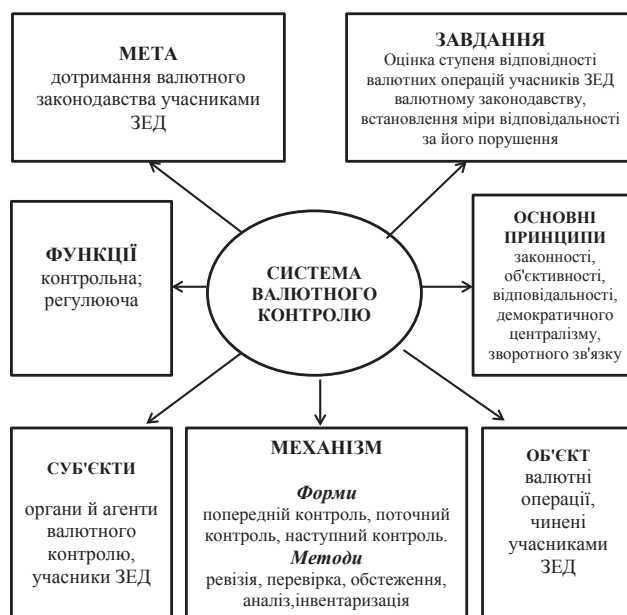 МЕТА
дотримання валютного
законодавства учасниками
ЗЕД
ЗАВДАННЯ
Оцінка ступеня відповідності
валютних операцій учасників ЗЕД
валютному законодавству,
встановлення міри відповідальності
за його порушення
ФУНКЦІЇ
контрольна;
регулююча
СИСТЕМА
ВАЛЮТНОГО
КОНТРОЛЮ
ОСНОВНІ
ПРИНЦИПИ
законності,
об'єктивності,
відповідальності,
демократичного
централізму,
зворотного зв'язку
СУБ'ЄКТИ
органи й агенти
валютного
контролю,
учасники ЗЕД
МЕХАНІЗМ
Форми
попередній контроль, поточний
контроль, наступний контроль.
Методи
ревізія, перевірка, обстеження,
аналіз,інвентаризація
ОБ'ЄКТ
валютні
операції,
чинені
учасниками
ЗЕД